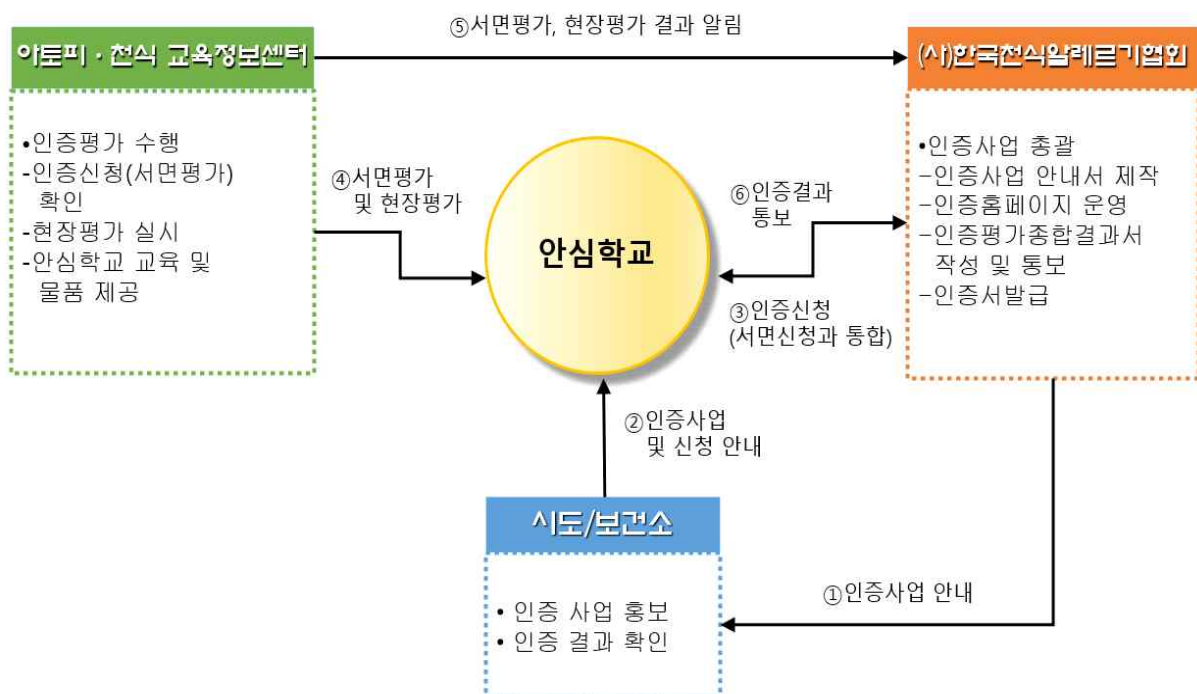 ⑤서면평가, 현장평가 결과 알림
아토피 · 천식 교육정보센터
•인증평가 수행
-인증신청(서면평가)
확인
-현장평가 실시
-안심학교 교육 및
물품 제공
④서면평가
및 현장평가
안심학교
(사)한국천식알레르기협회
•인증사업 총괄
–인증사업 안내서 제작
–인증홈페이지 운영
–인증평가종합결과서
작성 및 통보
–인증서발급
⑥인증결과
통보
③인증신청
(서면신청과 통합)
②인증사업
및 신청 안내
시도/보건소
• 인증 사업 홍보
• 인증 결과 확인
①인증사업 안내